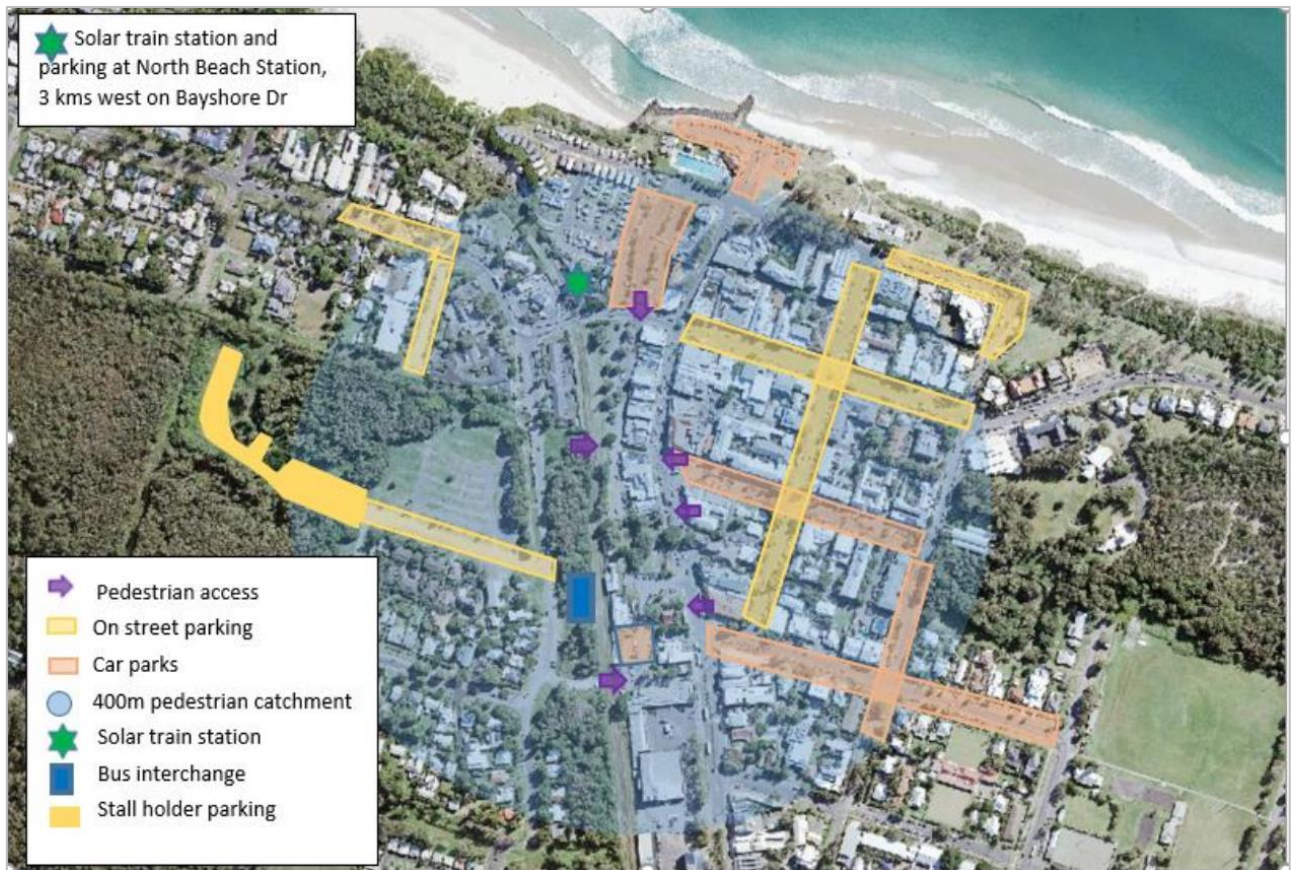 Solar train station and
parking at North Beach Station,
3 kms west on Bayshore Dr
Pedestrian access
On street parking
Car parks
400m pedestrian catchment
Solar train station
Bus interchange
Stall holder parking